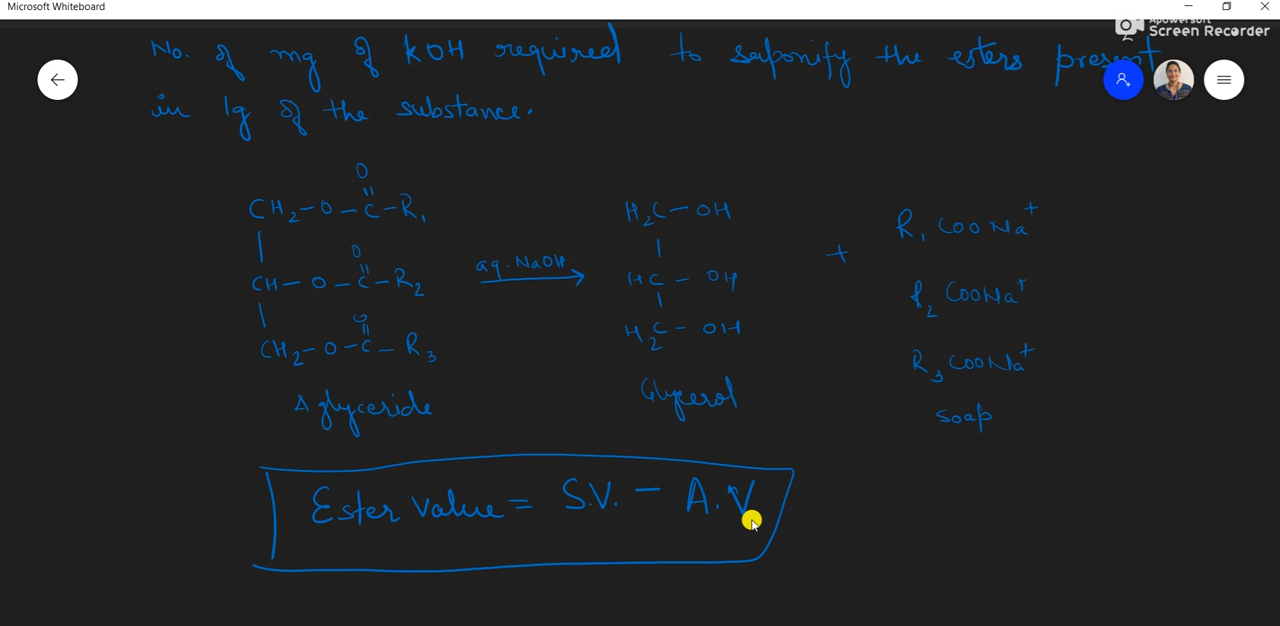 Microsoft Whiteboard
Apowersoft
Screen Recorder
No. of mg of KOH required to saponify the esters present
in 1g of the substance.
O
CH2-O-C-R1
O
CH-O-C-R2
O
CH2-O-C-R3
A glyceride
aq. NaOH
H2C-OH
HC-OH
H2C-OH
Glycerol
+
R1COONa+
R2COONa+
R3COONa+
Soap
Ester Value = S.V. - A.V